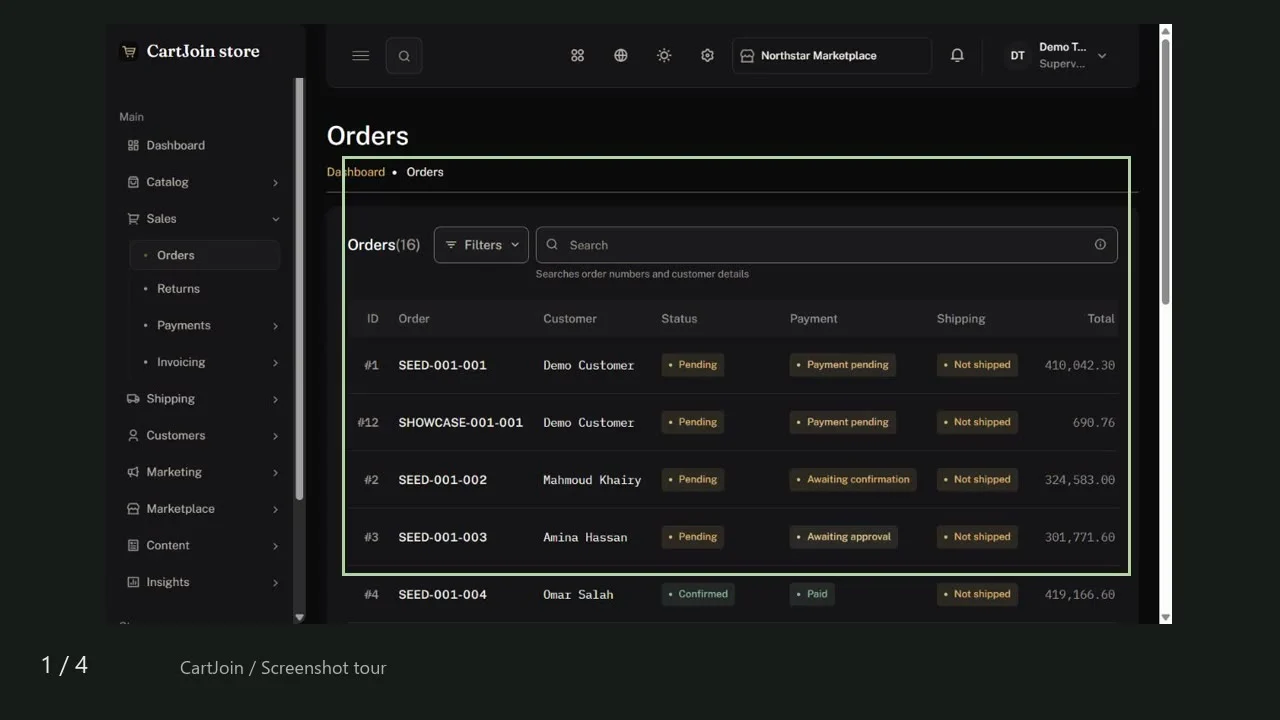 CartJoin store
Northstar Marketplace
DT
Demo T...
Superv...
Main
Dashboard
Catalog
Sales
Orders
Returns
Payments
Invoicing
Shipping
Customers
Marketing
Marketplace
Content
Insights
Orders
Dashboard • Orders
Orders(16)
Filters
Search
Searches order numbers and customer details
ID Order Customer Status Payment Shipping Total
#1 SEED-001-001 Demo Customer • Pending • Payment pending • Not shipped 410,042.30
#12 SHOWCASE-001-001 Demo Customer • Pending • Payment pending • Not shipped 690.76
#2 SEED-001-002 Mahmoud Khairy • Pending • Awaiting confirmation • Not shipped 324,583.00
#3 SEED-001-003 Amina Hassan • Pending • Awaiting approval • Not shipped 301,771.60
#4 SEED-001-004 Omar Salah • Confirmed • Paid • Not shipped 419,166.60
1 / 4
CartJoin / Screenshot tour